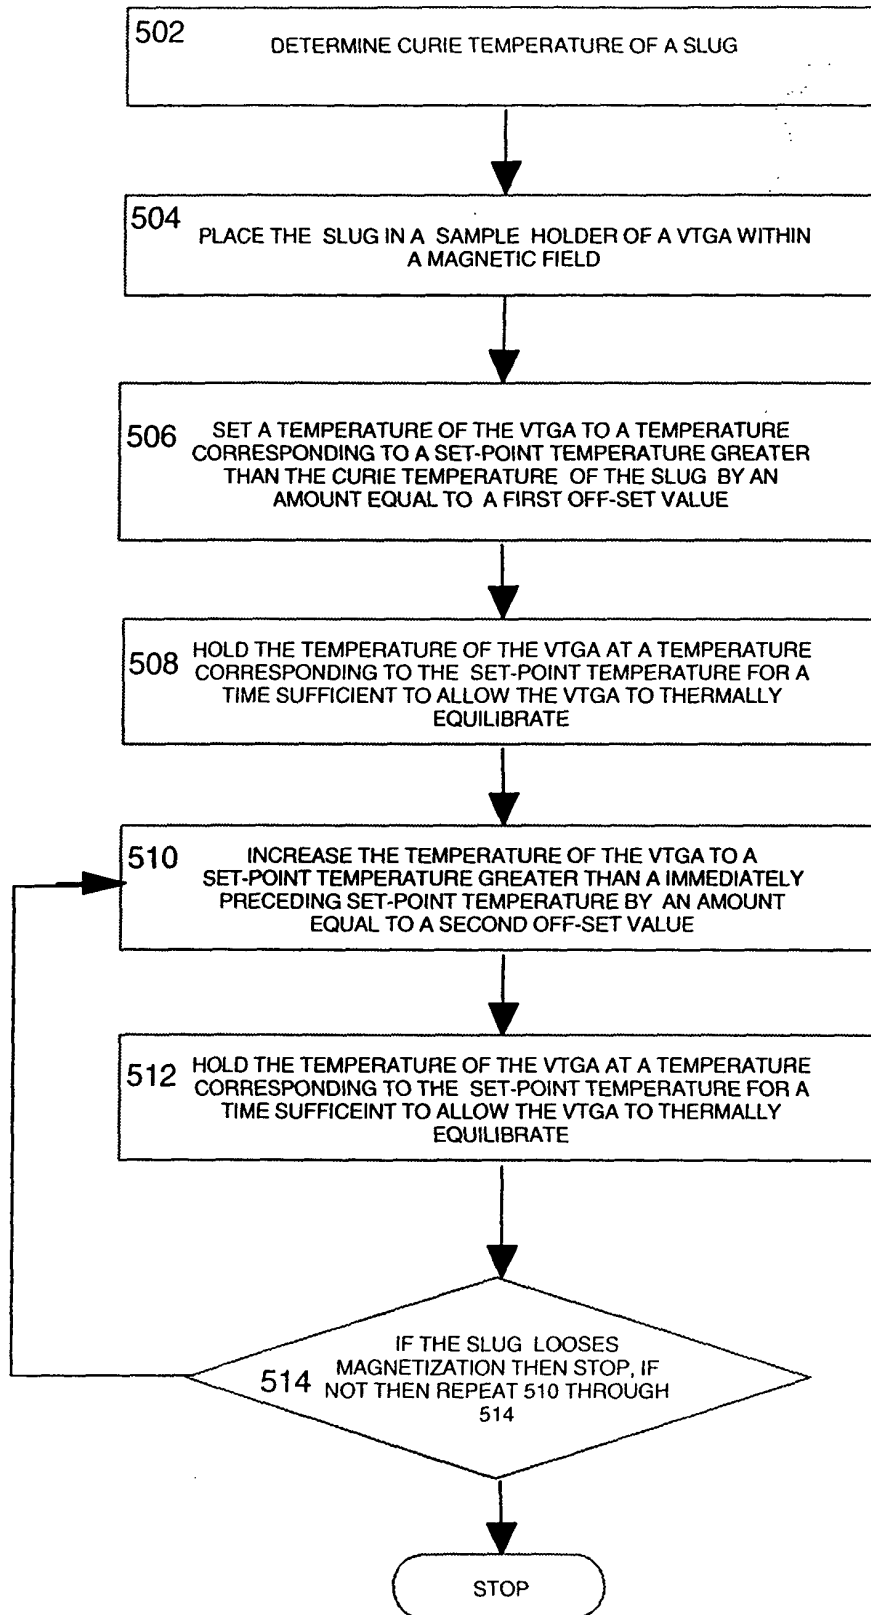 502
DETERMINE CURIE TEMPERATURE OF A SLUG
504
PLACE THE SLUG IN A SAMPLE HOLDER OF A VTGA WITHIN
A MAGNETIC FIELD
506
SET A TEMPERATURE OF THE VTGA TO A TEMPERATURE
CORRESPONDING TO A SET-POINT TEMPERATURE GREATER
THAN THE CURIE TEMPERATURE OF THE SLUG BY AN
AMOUNT EQUAL TO A FIRST OFF-SET VALUE
508
HOLD THE TEMPERATURE OF THE VTGA AT A TEMPERATURE
CORRESPONDING TO THE SET-POINT TEMPERATURE FOR A
TIME SUFFICIENT TO ALLOW THE VTGA TO THERMALLY
EQUILIBRATE
510
INCREASE THE TEMPERATURE OF THE VTGA TO A
SET-POINT TEMPERATURE GREATER THAN A IMMEDIATELY
PRECEDING SET-POINT TEMPERATURE BY AN AMOUNT
EQUAL TO A SECOND OFF-SET VALUE
512
HOLD THE TEMPERATURE OF THE VTGA AT A TEMPERATURE
CORRESPONDING TO THE SET-POINT TEMPERATURE FOR A
TIME SUFFICEINT TO ALLOW THE VTGA TO THERMALLY
EQUILIBRATE
514
IF THE SLUG LOOSES
MAGNETIZATION THEN STOP, IF
NOT THEN REPEAT 510 THROUGH
514
STOP